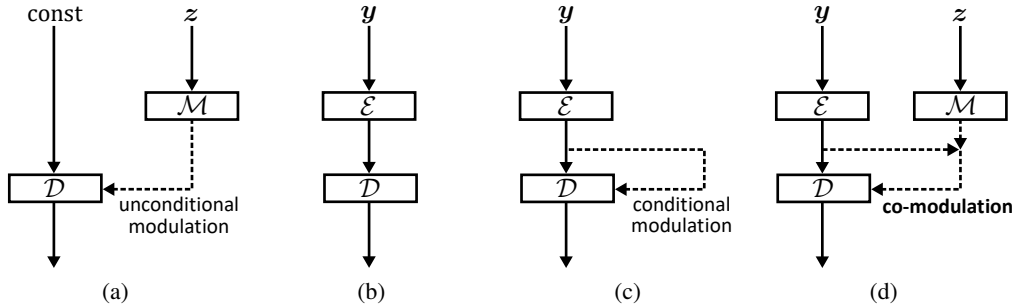 const z y y y z
M E E E M
D D D D
unconditional
modulation
conditional
modulation
co-modulation
(a) (b) (c) (d)